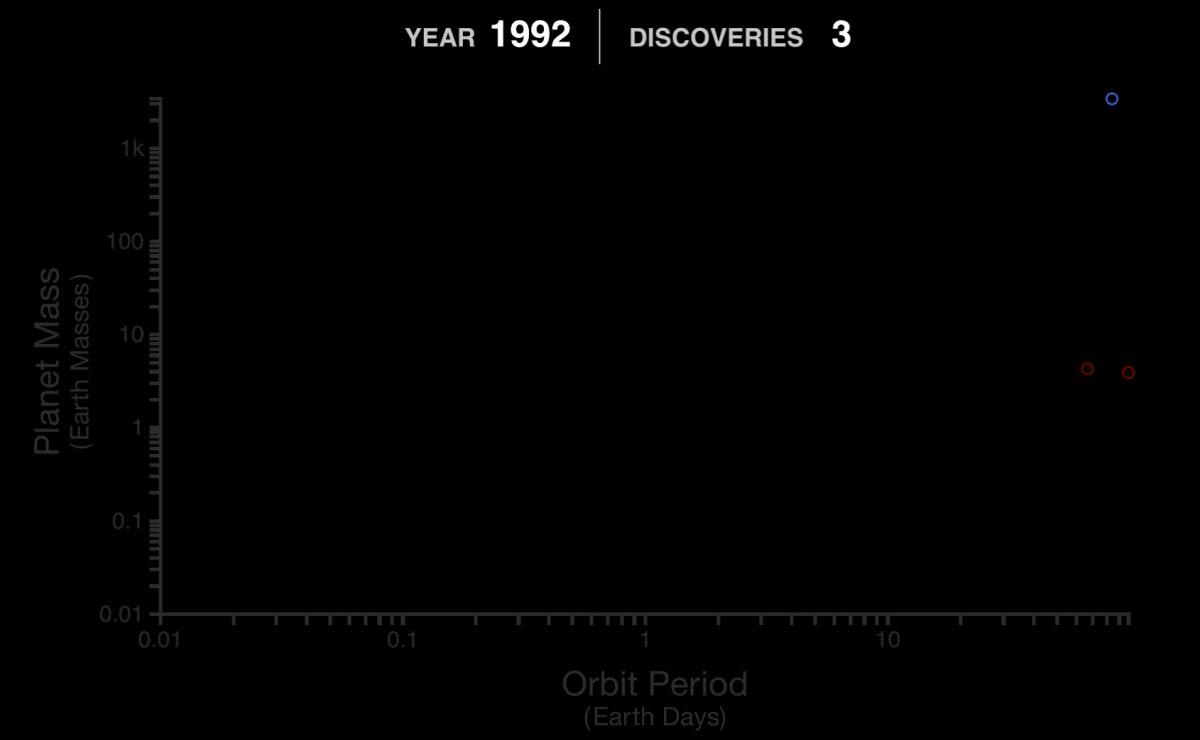 YEAR 1992 DISCOVERIES 3
1k
100
10
1
0.1
0.01
Planet Mass
(Earth Masses)
0.01 0.1 1 10
Orbit Period
(Earth Days)